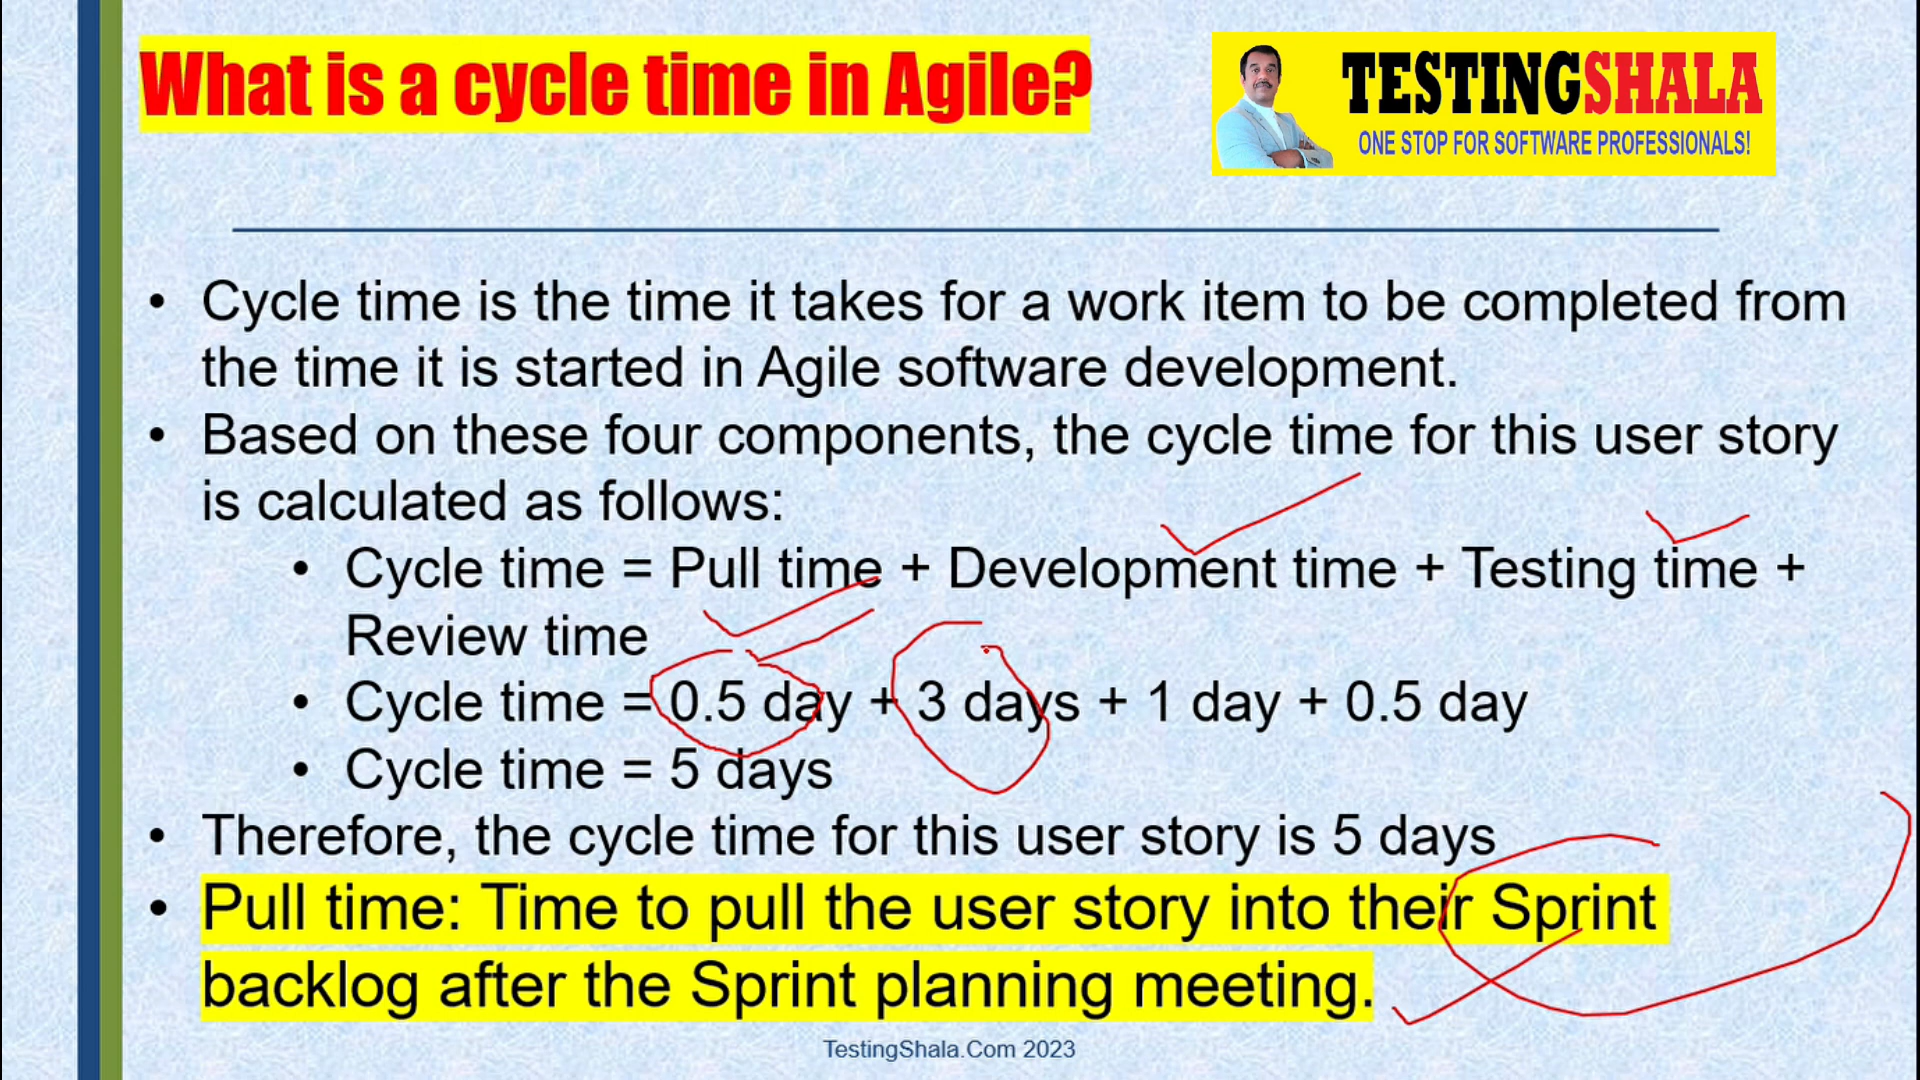 What is a cycle time in Agile?
TESTINGSHALA
ONE STOP FOR SOFTWARE PROFESSIONALS!
• Cycle time is the time it takes for a work item to be completed from
the time it is started in Agile software development.
• Based on these four components, the cycle time for this user story
is calculated as follows:
• Cycle time = Pull time + Development time + Testing time +
Review time
• Cycle time = 0.5 day + 3 days + 1 day + 0.5 day
• Cycle time = 5 days
• Therefore, the cycle time for this user story is 5 days
• Pull time: Time to pull the user story into their Sprint
backlog after the Sprint planning meeting.
TestingShala.Com 2023